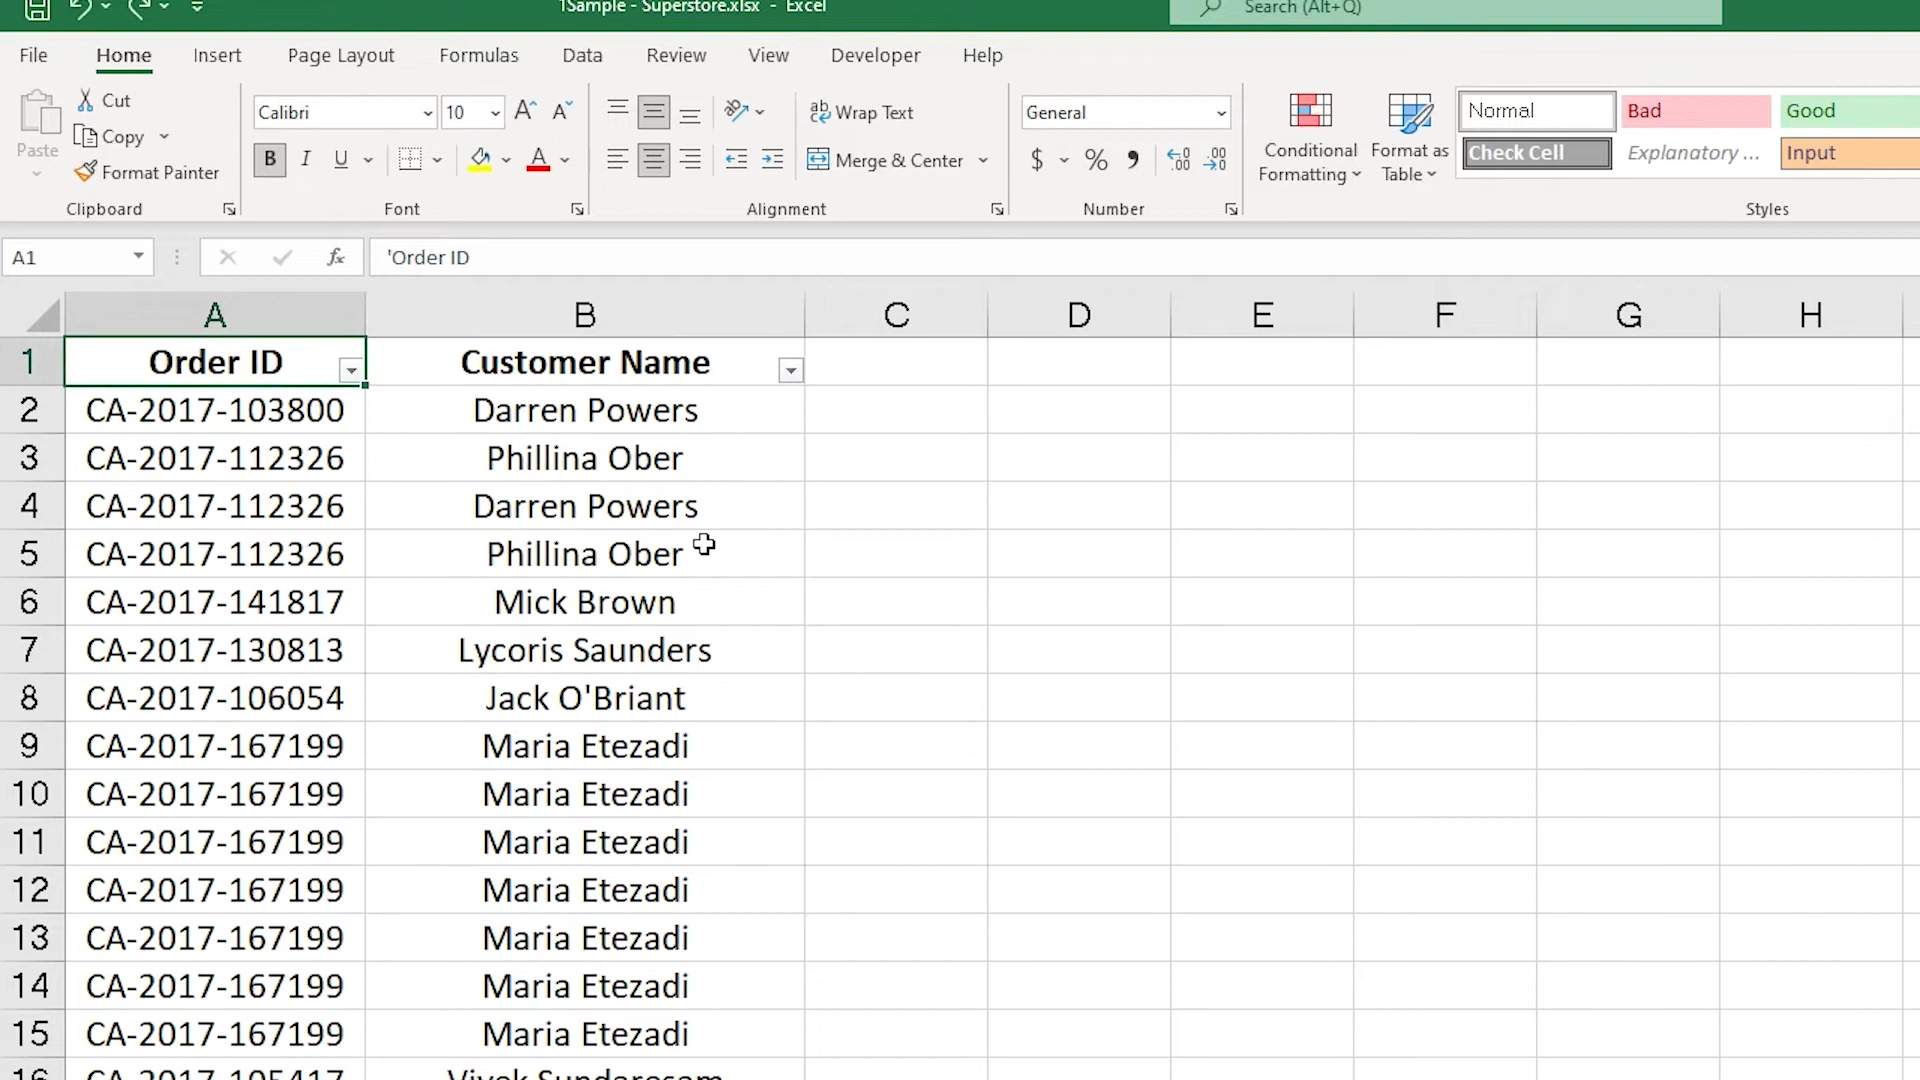 1Sample - Superstore.xlsx - Excel
Search (Alt+Q)
File Home Insert Page Layout Formulas Data Review View Developer Help
Paste
Cut
Copy
Format Painter
Clipboard
Calibri 10
B I U
Font
Wrap Text
Merge & Center
Alignment
General
$ %
Number
Conditional Formatting
Format as Table
Normal Bad Good
Check Cell Explanatory ... Input
Styles
A1 fx 'Order ID
A B C D E F G H
1 Order ID Customer Name
2 CA-2017-103800 Darren Powers
3 CA-2017-112326 Phillina Ober
4 CA-2017-112326 Darren Powers
5 CA-2017-112326 Phillina Ober
6 CA-2017-141817 Mick Brown
7 CA-2017-130813 Lycoris Saunders
8 CA-2017-106054 Jack O'Briant
9 CA-2017-167199 Maria Etezadi
10 CA-2017-167199 Maria Etezadi
11 CA-2017-167199 Maria Etezadi
12 CA-2017-167199 Maria Etezadi
13 CA-2017-167199 Maria Etezadi
14 CA-2017-167199 Maria Etezadi
15 CA-2017-167199 Maria Etezadi
16 CA-2017-105417 Vivek Sundaresam